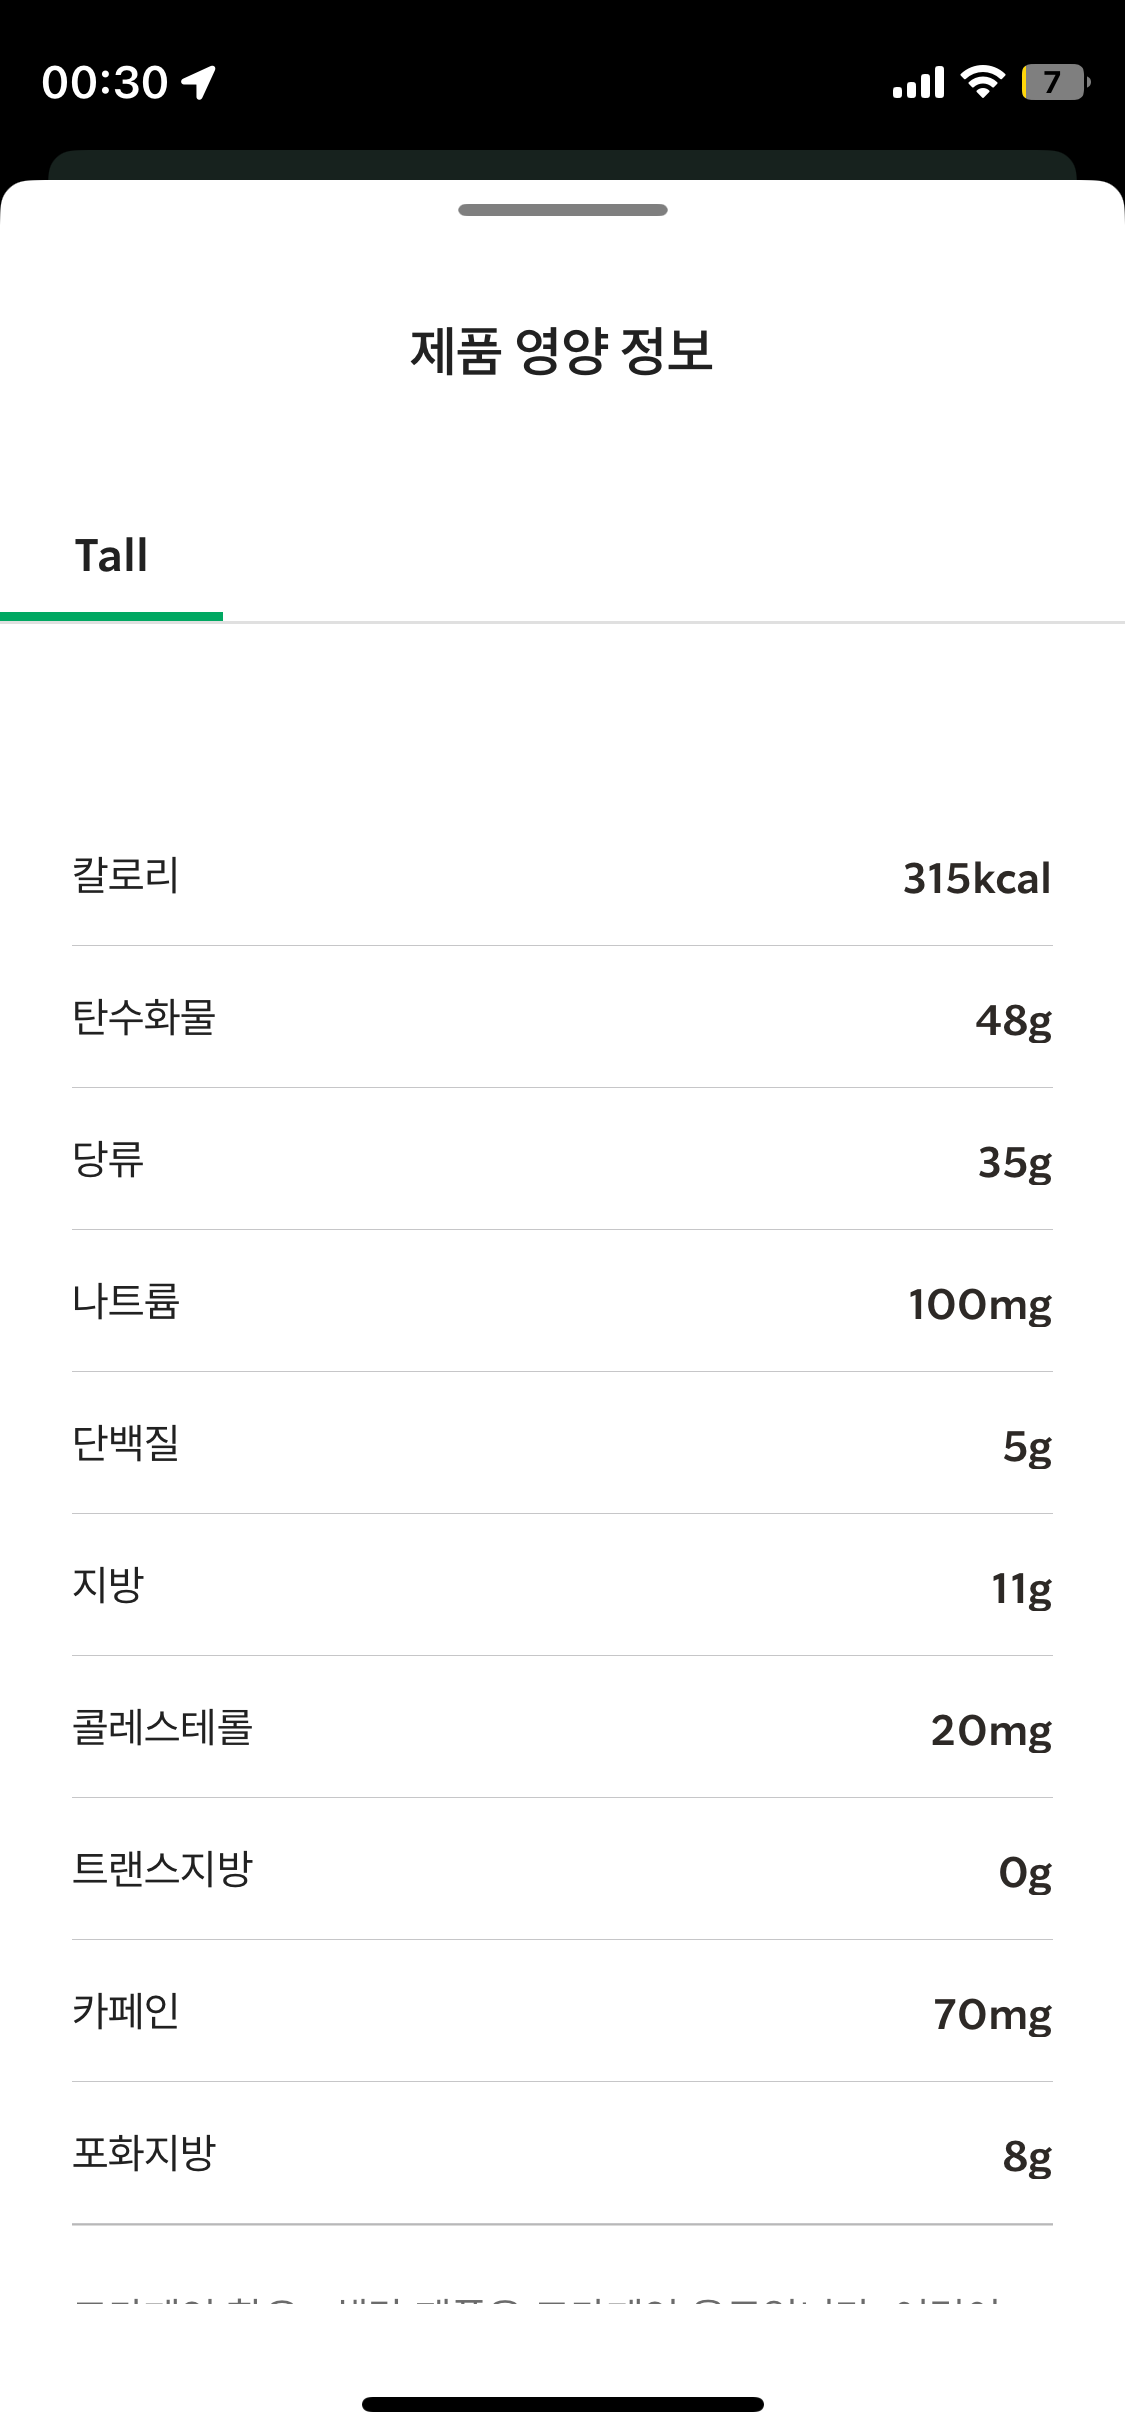 00:30
7
제품 영양 정보
Tall
칼로리 315kcal
탄수화물 48g
당류 35g
나트륨 100mg
단백질 5g
지방 11g
콜레스테롤 20mg
트랜스지방 0g
카페인 70mg
포화지방 8g